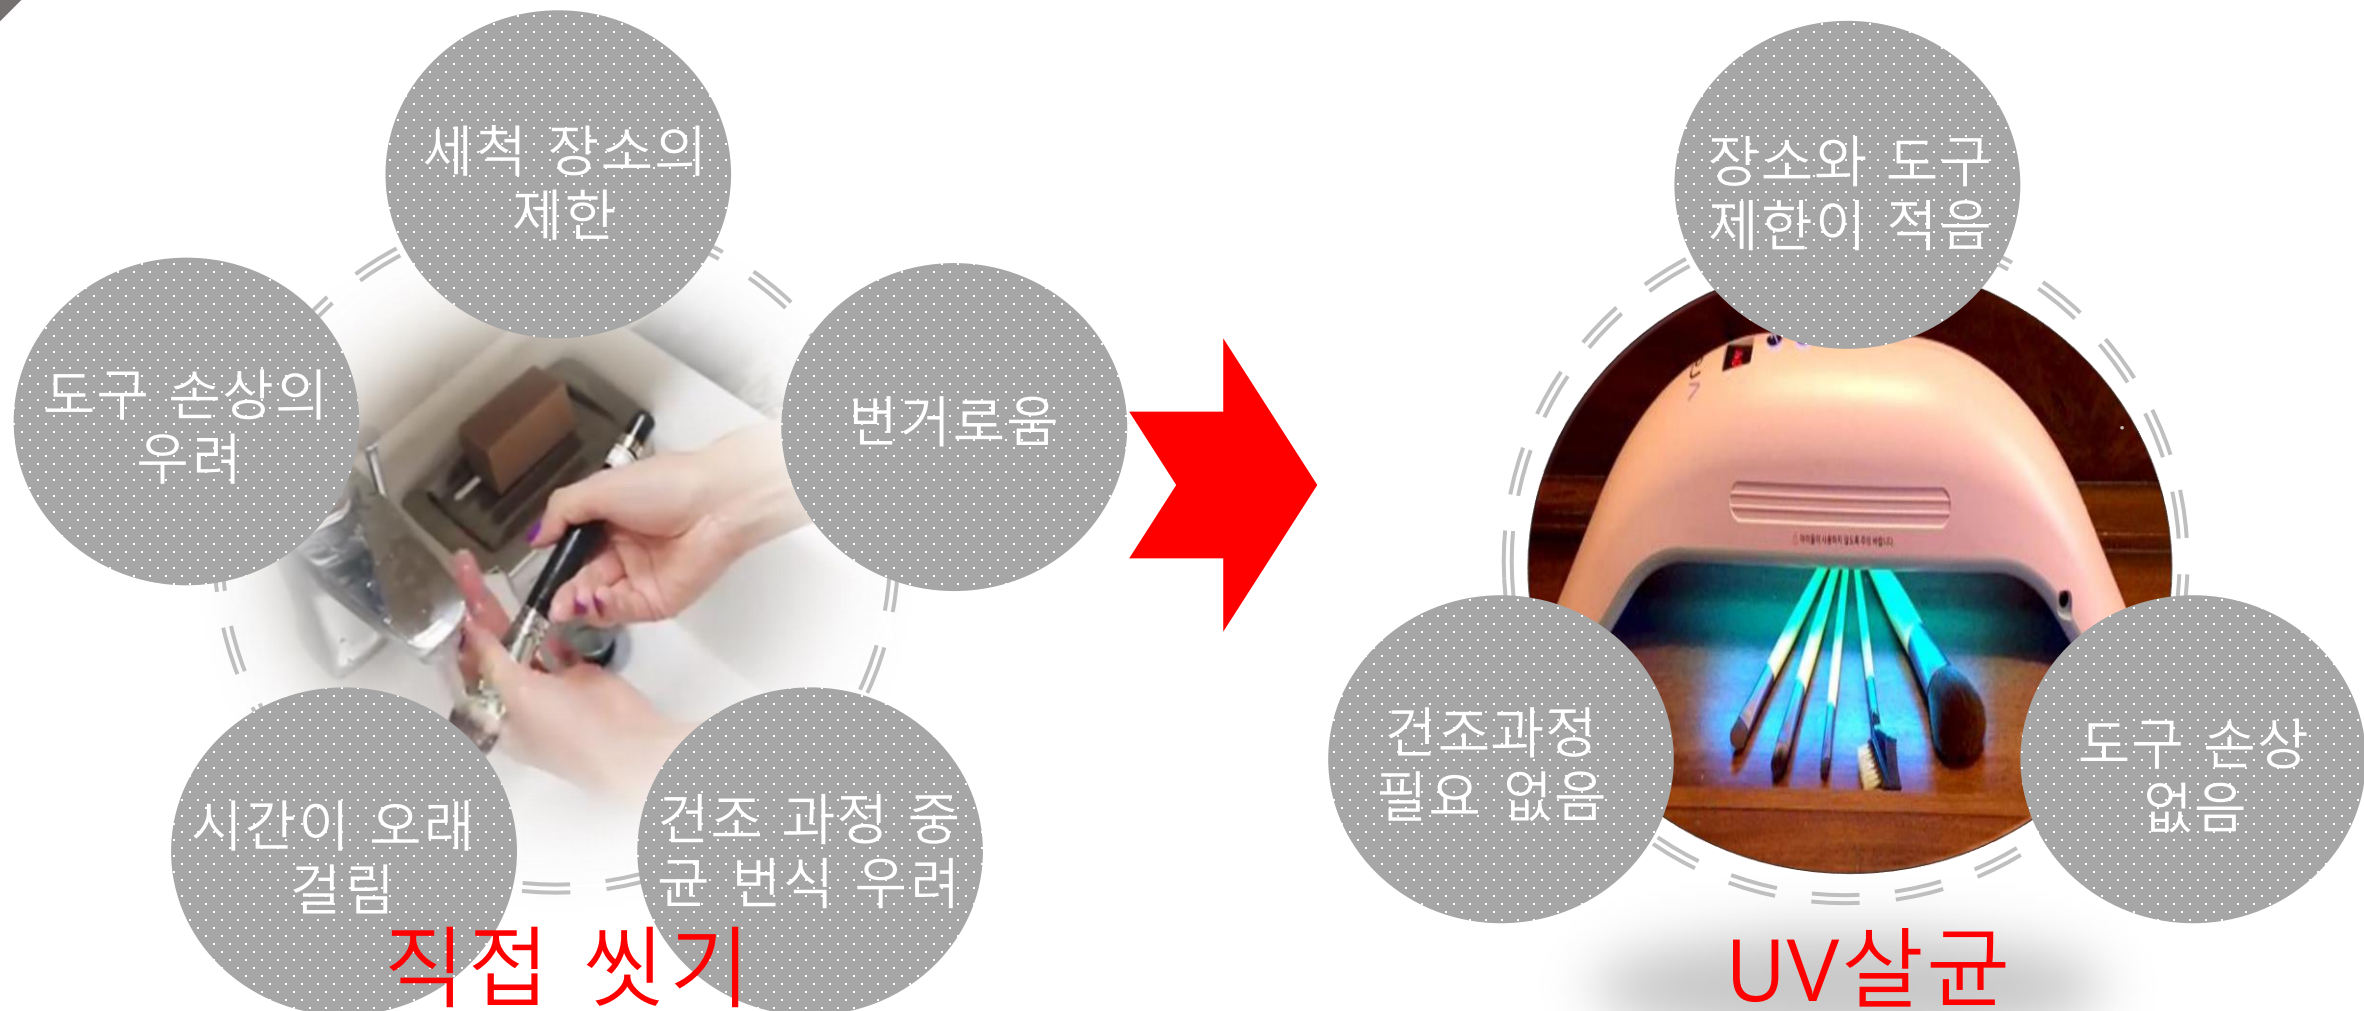 세척 장소의
제한
도구 손상의
우려
번거로움
시간이 오래
걸림
건조 과정 중
균 번식 우려
직접 씻기
장소와 도구
제한이 적음
건조과정
필요 없음
도구 손상
없음
UV살균